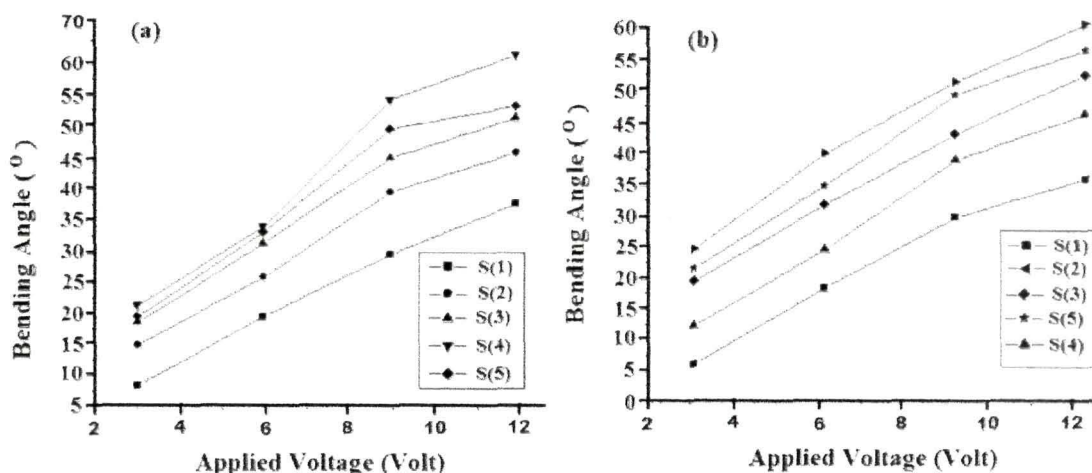 (a)
Bending Angle (O)
70
60
55
50
45
40
35
30
25
20
15
10
5
S(1)
S(2)
S(3)
S(4)
S(5)
2 4 6 8 10 12
Applied Voltage (Volt)
(b)
Bending Angle (O)
60
55
50
45
40
35
30
25
20
15
10
5
0
S(1)
S(2)
S(3)
S(5)
S(4)
2 4 6 8 10 12
Applied Voltage (Volt)